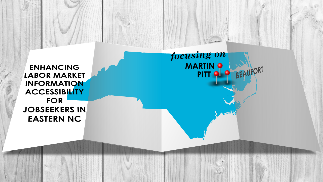 ENHANCING
LABOR MARKET
INFORMATION
ACCESSIBILITY
FOR
JOBSEEKERS IN
EASTERN NC
focusing on
MARTIN
PITT
BEAUFORT